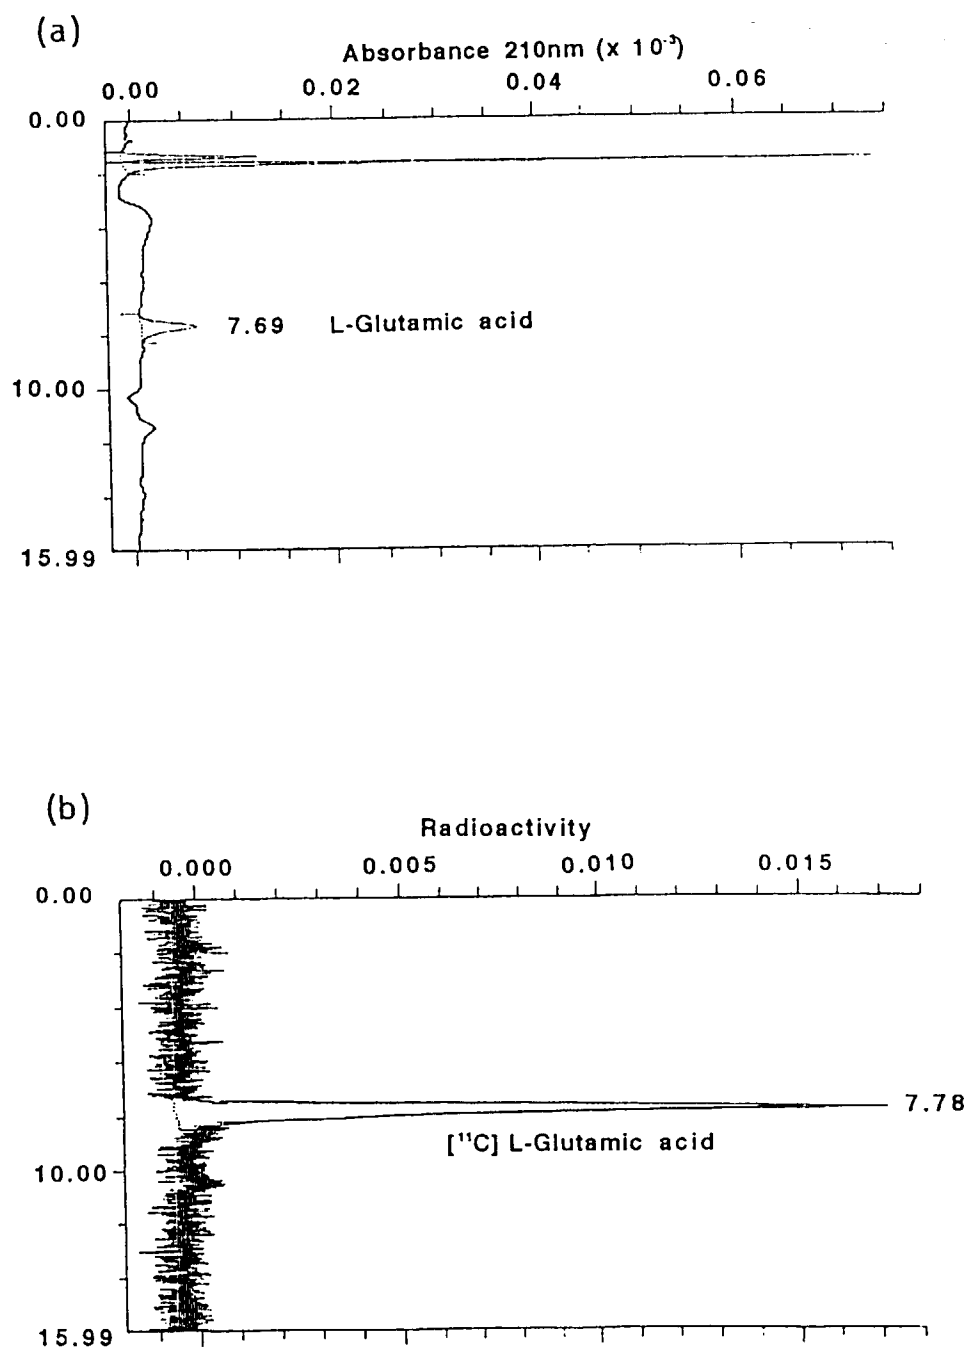 (a)
Absorbance 210nm (x 10⁻³)
0.00 0.02 0.04 0.06
0.00
7.69 L-Glutamic acid
10.00
15.99
(b)
Radioactivity
0.000 0.005 0.010 0.015
0.00
7.78
[¹¹C] L-Glutamic acid
10.00
15.99